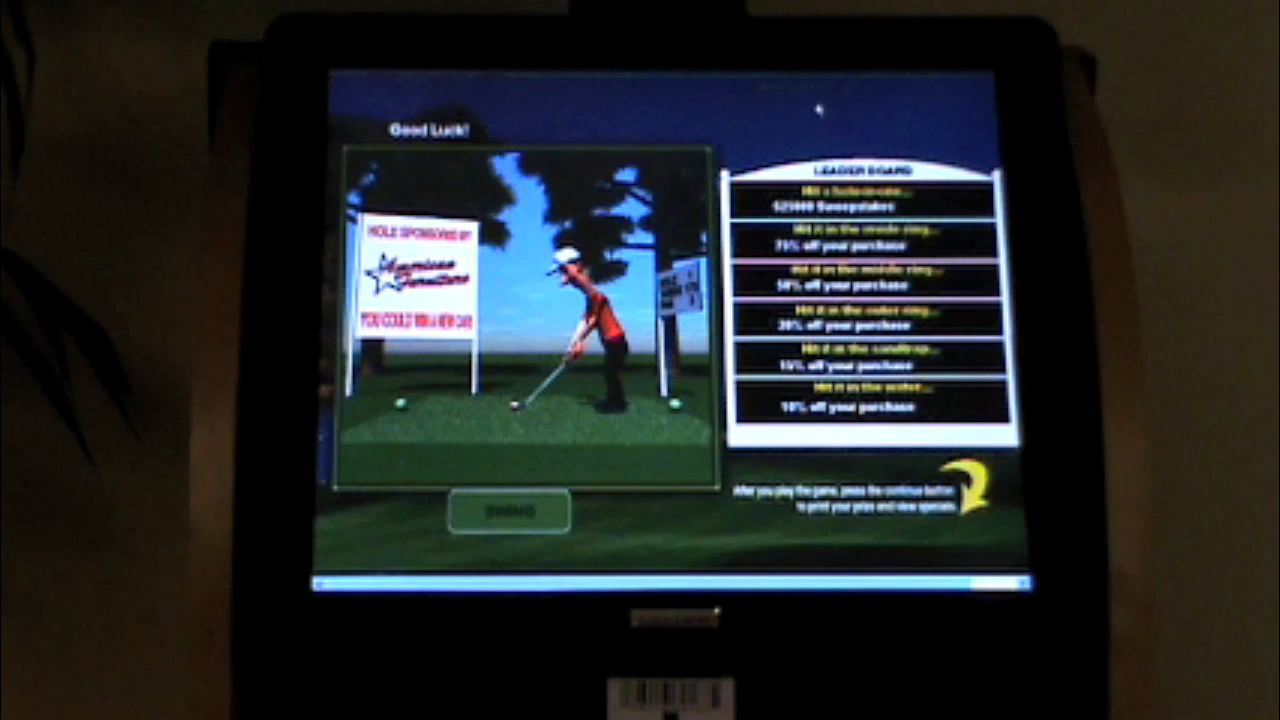 Good Luck!
HOLE SPONSORED BY
American
Furniture
YOU COULD WIN A NEW CAR!
SWING
LEADER BOARD
Hit a hole-in-one...
$25000 Sweepstakes
Hit it in the inside ring...
75% off your purchase
Hit it in the middle ring...
50% off your purchase
Hit it in the outer ring...
20% off your purchase
Hit it in the sandtrap...
15% off your purchase
Hit it in the water...
10% off your purchase
After you play the game, press the continue button
to print your prize and view specials.